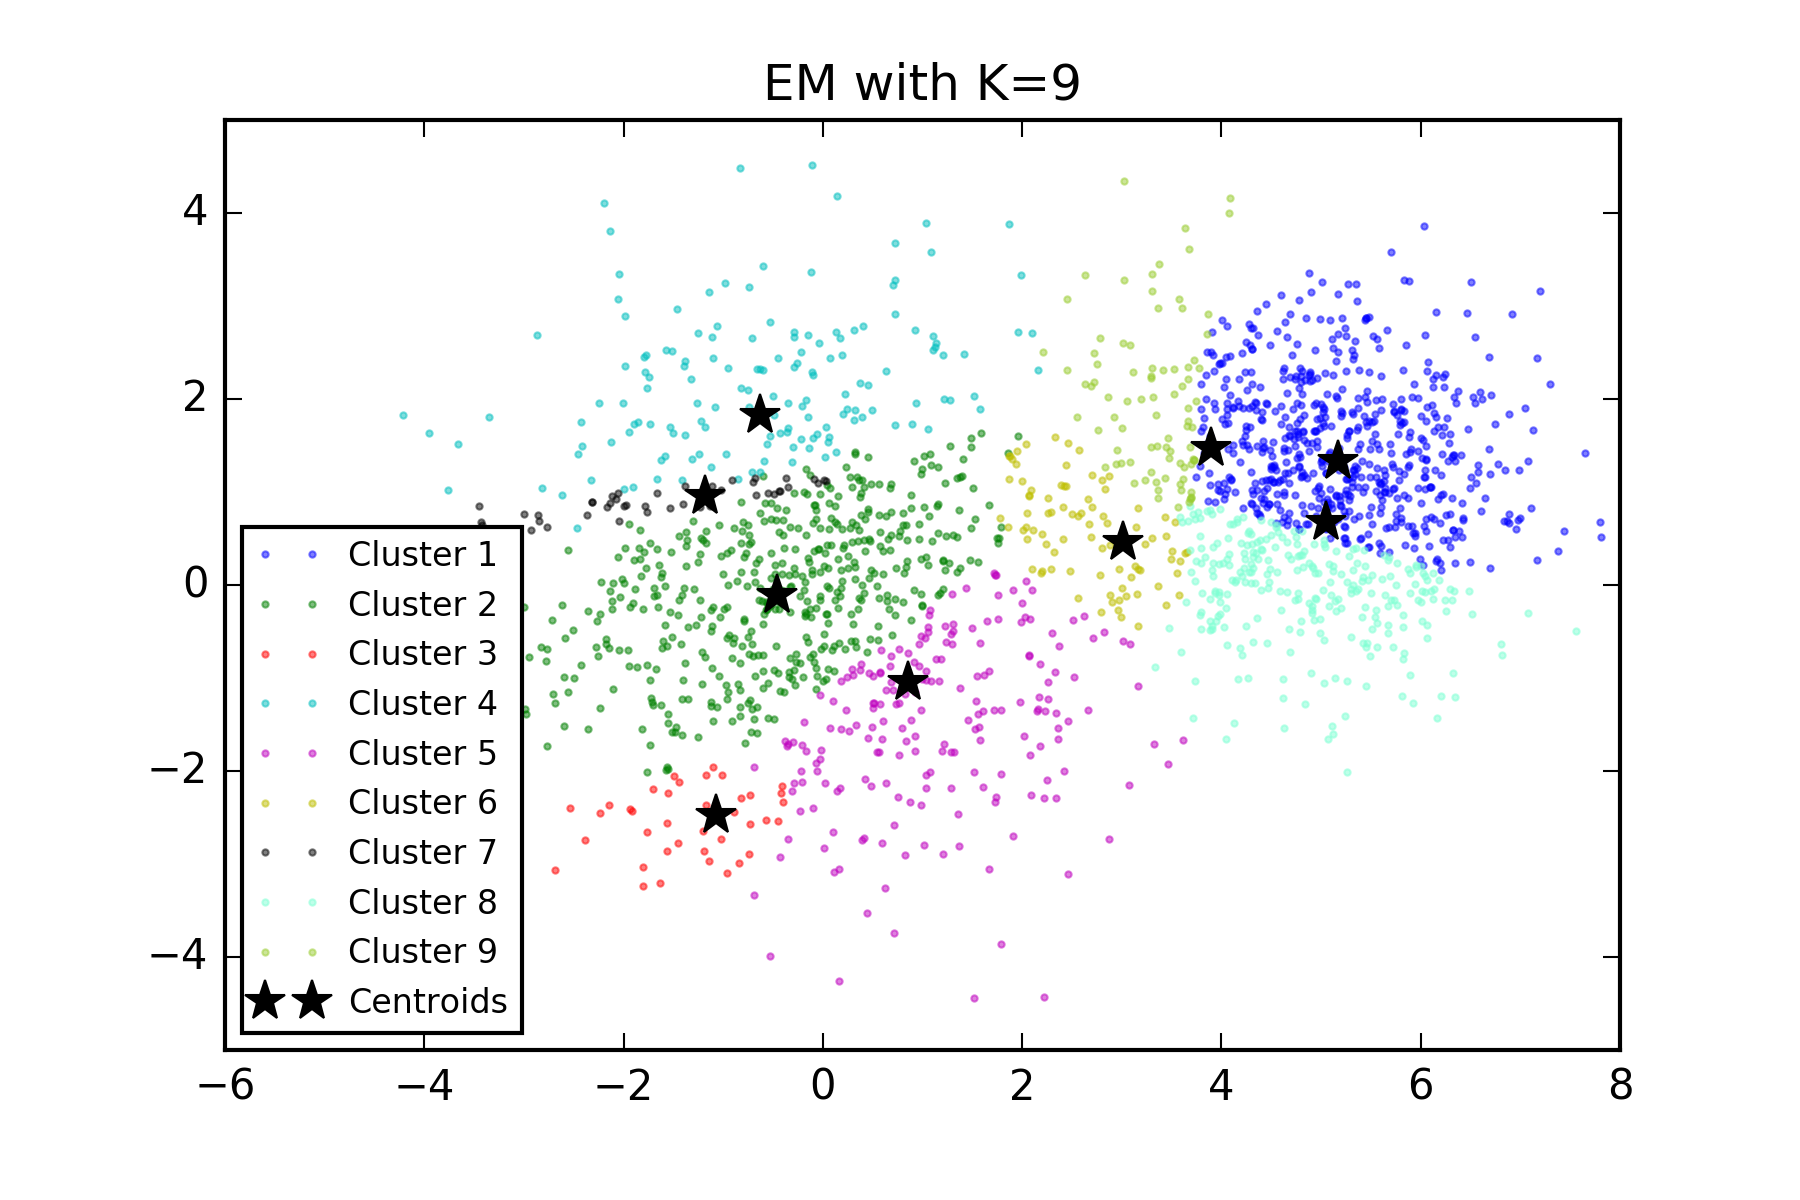 EM with K=9
4
2
0
−2
−4
Cluster 1
Cluster 2
Cluster 3
Cluster 4
Cluster 5
Cluster 6
Cluster 7
Cluster 8
Cluster 9
Centroids
−6 −4 −2 0 2 4 6 8